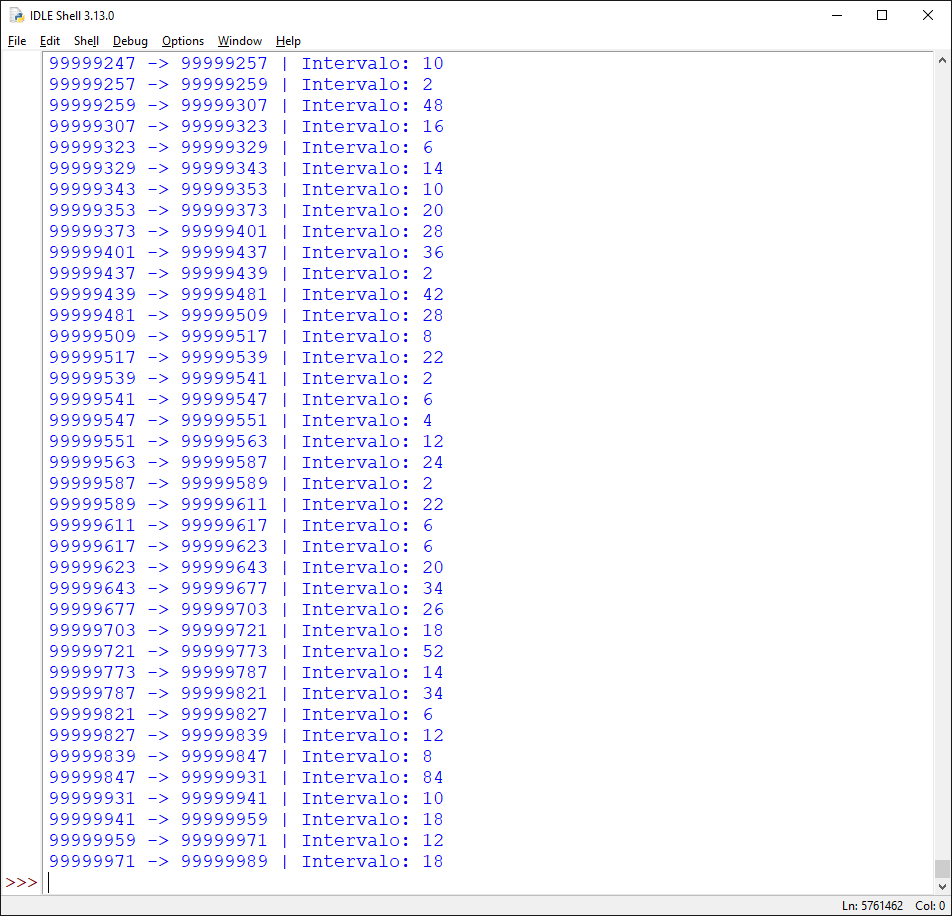 IDLE Shell 3.13.0
File Edit Shell Debug Options Window Help
99999247 -> 99999257 | Intervalo: 10
99999257 -> 99999259 | Intervalo: 2
99999259 -> 99999307 | Intervalo: 48
99999307 -> 99999323 | Intervalo: 16
99999323 -> 99999329 | Intervalo: 6
99999329 -> 99999343 | Intervalo: 14
99999343 -> 99999353 | Intervalo: 10
99999353 -> 99999373 | Intervalo: 20
99999373 -> 99999401 | Intervalo: 28
99999401 -> 99999437 | Intervalo: 36
99999437 -> 99999439 | Intervalo: 2
99999439 -> 99999481 | Intervalo: 42
99999481 -> 99999509 | Intervalo: 28
99999509 -> 99999517 | Intervalo: 8
99999517 -> 99999539 | Intervalo: 22
99999539 -> 99999541 | Intervalo: 2
99999541 -> 99999547 | Intervalo: 6
99999547 -> 99999551 | Intervalo: 4
99999551 -> 99999563 | Intervalo: 12
99999563 -> 99999587 | Intervalo: 24
99999587 -> 99999589 | Intervalo: 2
99999589 -> 99999611 | Intervalo: 22
99999611 -> 99999617 | Intervalo: 6
99999617 -> 99999623 | Intervalo: 6
99999623 -> 99999643 | Intervalo: 20
99999643 -> 99999677 | Intervalo: 34
99999677 -> 99999703 | Intervalo: 26
99999703 -> 99999721 | Intervalo: 18
99999721 -> 99999773 | Intervalo: 52
99999773 -> 99999787 | Intervalo: 14
99999787 -> 99999821 | Intervalo: 34
99999821 -> 99999827 | Intervalo: 6
99999827 -> 99999839 | Intervalo: 12
99999839 -> 99999847 | Intervalo: 8
99999847 -> 99999931 | Intervalo: 84
99999931 -> 99999941 | Intervalo: 10
99999941 -> 99999959 | Intervalo: 18
99999959 -> 99999971 | Intervalo: 12
99999971 -> 99999989 | Intervalo: 18
>>>
Ln: 5761462 Col: 0